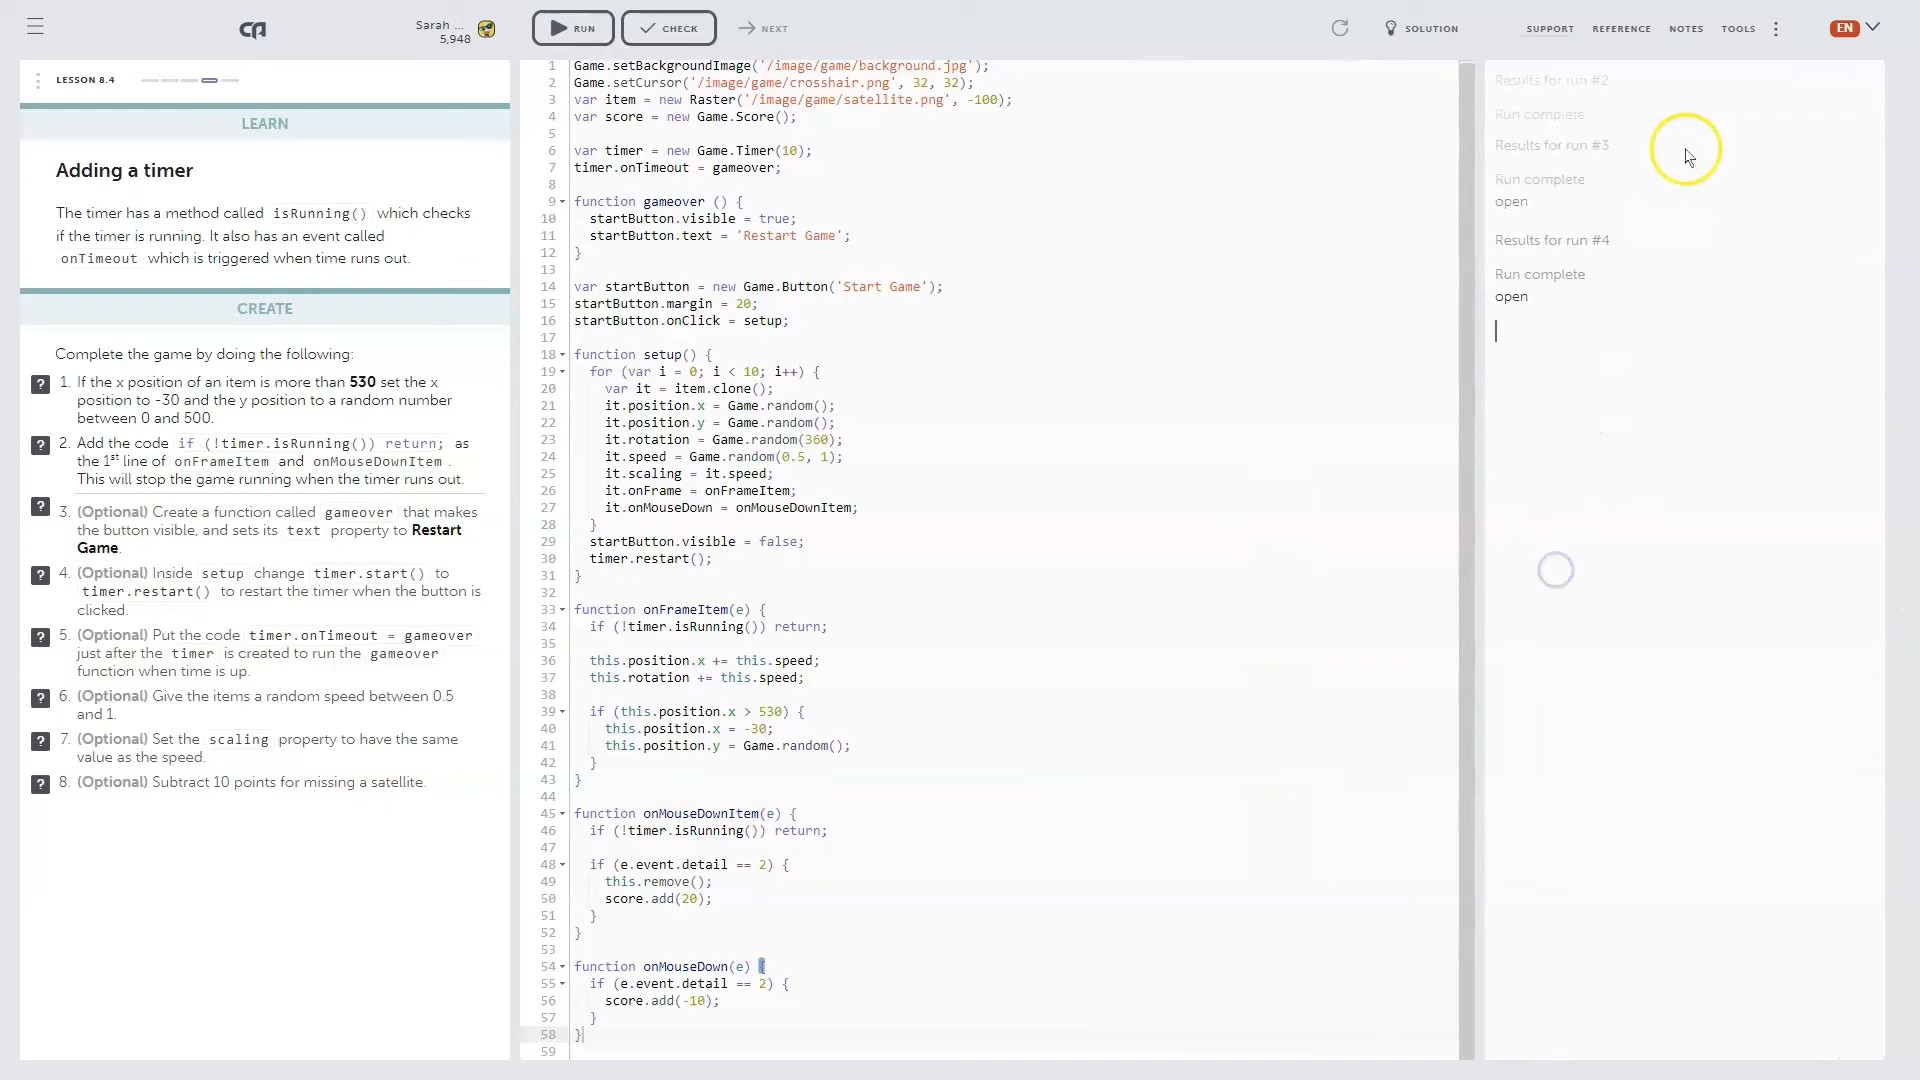 CA
Sarah ...
5,948
RUN
CHECK
NEXT
SOLUTION
SUPPORT
REFERENCE
NOTES
TOOLS
EN
LESSON 8.4
LEARN
Adding a timer
The timer has a method called isRunning() which checks
if the timer is running. It also has an event called
onTimeout which is triggered when time runs out.
CREATE
Complete the game by doing the following:
? 1. If the x position of an item is more than 530 set the x
position to -30 and the y position to a random number
between 0 and 500.
? 2. Add the code if (!timer.isRunning()) return; as
the 1st line of onFrameItem and onMouseDownItem .
This will stop the game running when the timer runs out.
? 3. (Optional) Create a function called gameover that makes
the button visible, and sets its text property to Restart
Game.
? 4. (Optional) Inside setup change timer.start() to
timer.restart() to restart the timer when the button is
clicked.
? 5. (Optional) Put the code timer.onTimeout = gameover
just after the timer is created to run the gameover
function when time is up.
? 6. (Optional) Give the items a random speed between 0.5
and 1.
? 7. (Optional) Set the scaling property to have the same
value as the speed.
? 8. (Optional) Subtract 10 points for missing a satellite.
1 Game.setBackgroundImage('/image/game/background.jpg');
2 Game.setCursor('/image/game/crosshair.png', 32, 32);
3 var item = new Raster('/image/game/satellite.png', -100);
4 var score = new Game.Score();
5
6 var timer = new Game.Timer(10);
7 timer.onTimeout = gameover;
8
9 function gameover () {
10 startButton.visible = true;
11 startButton.text = 'Restart Game';
12 }
13
14 var startButton = new Game.Button('Start Game');
15 startButton.margin = 20;
16 startButton.onClick = setup;
17
18 function setup() {
19 for (var i = 0; i < 10; i++) {
20 var it = item.clone();
21 it.position.x = Game.random();
22 it.position.y = Game.random();
23 it.rotation = Game.random(360);
24 it.speed = Game.random(0.5, 1);
25 it.scaling = it.speed;
26 it.onFrame = onFrameItem;
27 it.onMouseDown = onMouseDownItem;
28 }
29 startButton.visible = false;
30 timer.restart();
31 }
32
33 function onFrameItem(e) {
34 if (!timer.isRunning()) return;
35
36 this.position.x += this.speed;
37 this.rotation += this.speed;
38
39 if (this.position.x > 530) {
40 this.position.x = -30;
41 this.position.y = Game.random();
42 }
43 }
44
45 function onMouseDownItem(e) {
46 if (!timer.isRunning()) return;
47
48 if (e.event.detail == 2) {
49 this.remove();
50 score.add(20);
51 }
52 }
53
54 function onMouseDown(e) {
55 if (e.event.detail == 2) {
56 score.add(-10);
57 }
58 }
59
Results for run #2
Run complete
Results for run #3
Run complete
open
Results for run #4
Run complete
open